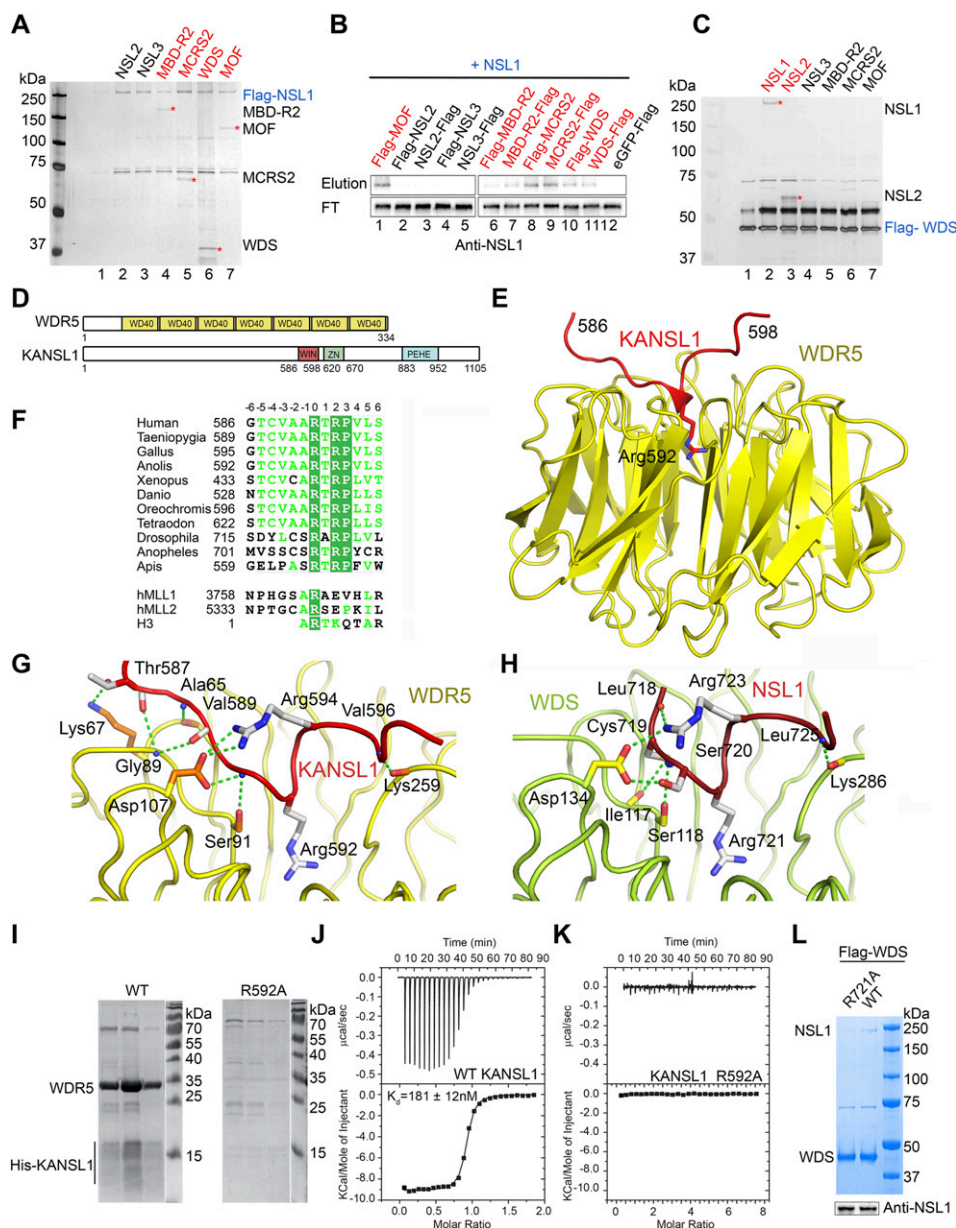 A
NSL2
NSL3
MBD-R2
MCRS2
WDS
MOF
kDa
250
150
100
75
50
37
Flag-NSL1
MBD-R2
MOF
MCRS2
WDS
1 2 3 4 5 6 7
B
+ NSL1
Flag-MOF
Flag-NSL2
NSL2-Flag
Flag-NSL3
NSL3-Flag
Flag-MBD-R2
MBD-R2-Flag
Flag-MCRS2
MCRS2-Flag
Flag-WDS
WDS-Flag
eGFP-Flag
Elution
FT
1 2 3 4 5 6 7 8 9 10 11 12
Anti-NSL1
C
NSL1
NSL2
NSL3
MBD-R2
MCRS2
MOF
kDa
250
150
100
75
50
37
25
NSL1
NSL2
Flag- WDS
1 2 3 4 5 6 7
D
WDR5 WD40 WD40 WD40 WD40 WD40 WD40 WD40
1 334
KANSL1 WIN ZN PEHE
1 586 598 620 670 883 952 1105
E
586
598
KANSL1
WDR5
Arg592
F
-6 -5 -4 -3 -2 -1 0 1 2 3 4 5 6
Human 586 GTCVAARTRPVLS
Taeniopygia 589 GTCVAARTRPVLS
Gallus 595 GTCVAARTRPVLS
Anolis 592 GTCVAARTRPVLS
Xenopus 433 STCVCARTRPLVT
Danio 528 NTCVAARTRPLLS
Oreochromis 596 STCVAARTRPLIS
Tetraodon 622 STCVAARTRPLLS
Drosophila 715 SDYLCSRARPLVL
Anopheles 701 MVSSCSRTRPYCR
Apis 559 GELPASRTRPFVW
hMLL1 3758 NPHGSARAEVHLR
hMLL2 5333 NPTGCARSEPKIL
H3 1 ARTKQTAR
G
Thr587
Ala65
Val589
Arg594
WDR5
Lys67
Val596
Gly89
KANSL1
Asp107
Lys259
Ser91
Arg592
H
WDS
Leu718
Arg723
NSL1
Cys719
Ser720
Leu725
Asp134
Lys286
Ile117
Ser118
Arg721
I
WT
R592A
kDa
70
55
40
35
25
15
kDa
70
55
40
35
25
15
WDR5
His-KANSL1
J
Time (min)
0 10 20 30 40 50 60 70 80 90
0.0
-0.1
-0.2
-0.3
-0.4
-0.5
µcal/sec
WT KANSL1
Kd=181 ± 12nM
0.0
-2.0
-4.0
-6.0
-8.0
-10.0
KCal/Mole of Injectant
0.0 0.5 1.0 1.5 2.0
Molar Ratio
K
Time (min)
0 10 20 30 40 50 60 70 80 90
0.0
-0.1
-0.2
-0.3
-0.4
µcal/sec
KANSL1 R592A
0.0
-2.0
-4.0
-6.0
-8.0
-10.0
KCal/Mole of Injectant
0 2 4 6 8
Molar Ratio
L
Flag-WDS
R721A
WT
kDa
NSL1
250
150
100
75
50
37
WDS
Anti-NSL1